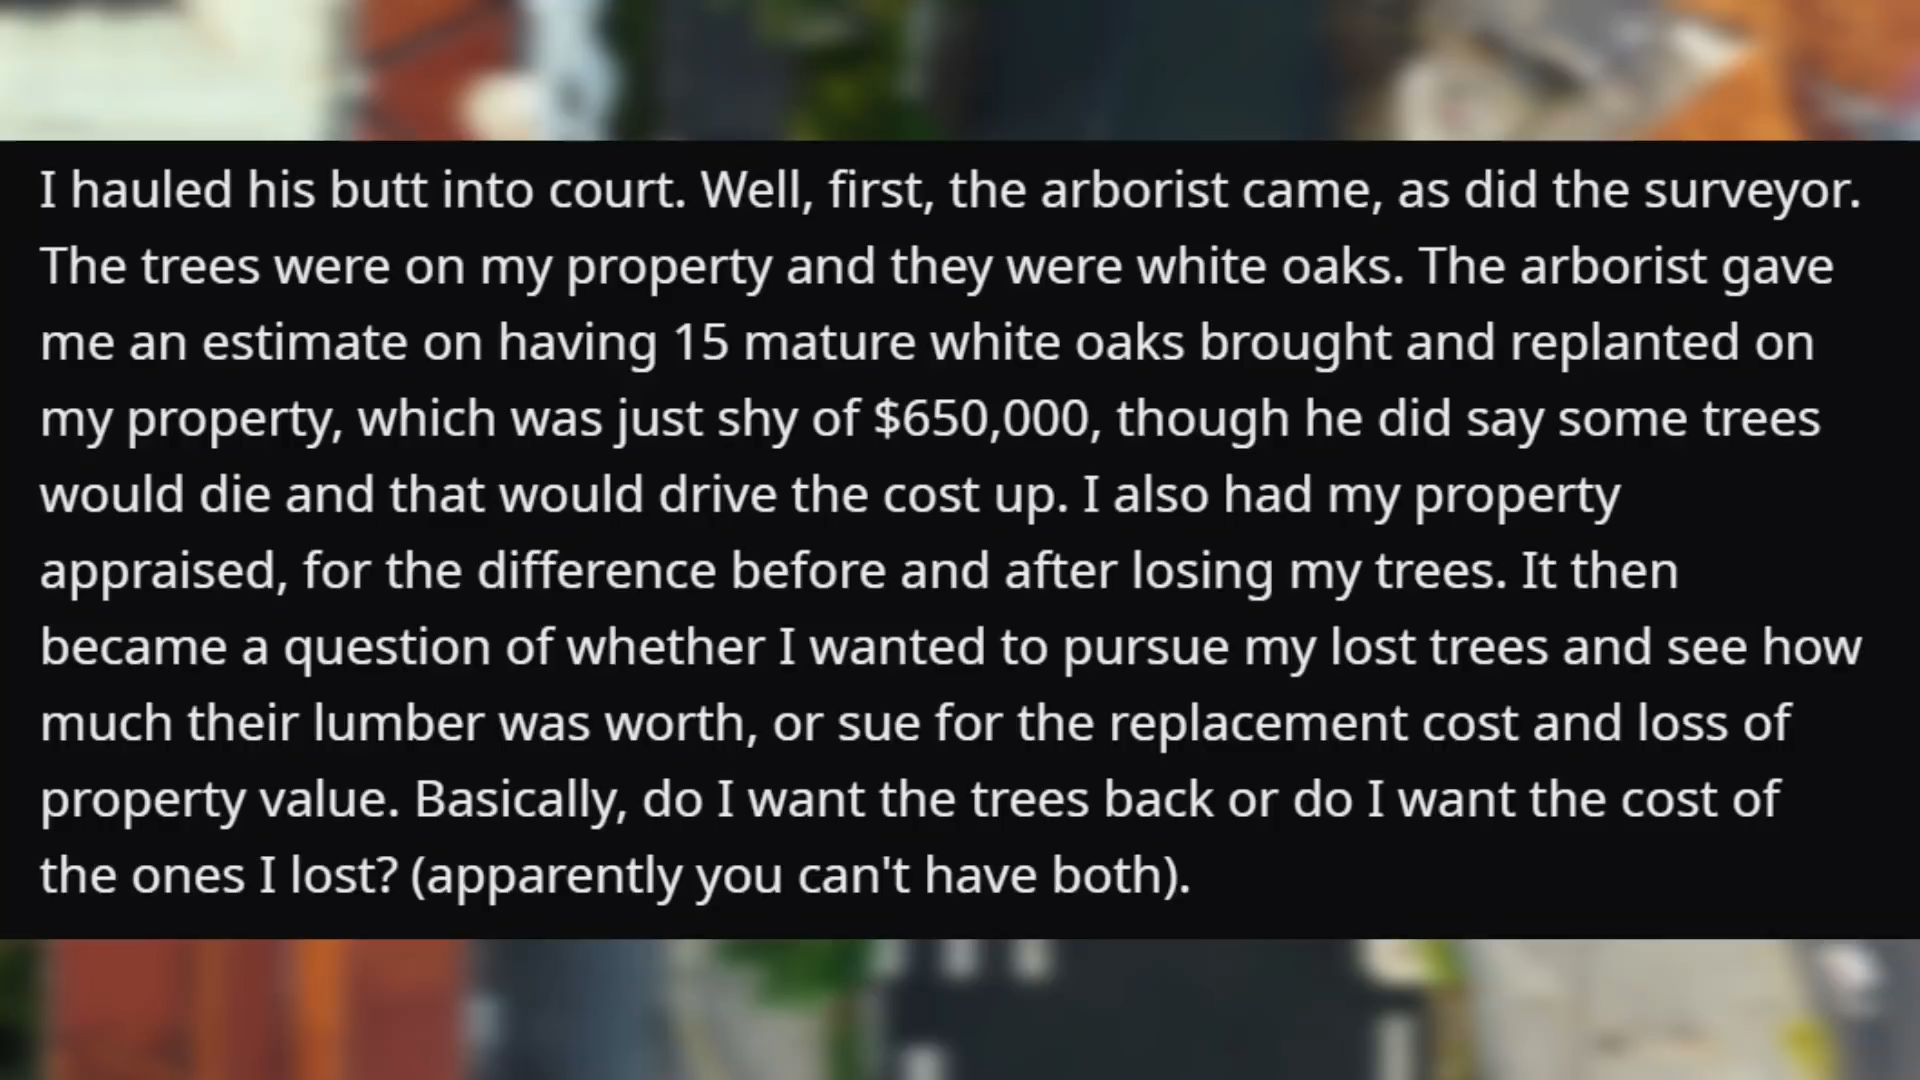 I hauled his butt into court. Well, first, the arborist came, as did the surveyor.
The trees were on my property and they were white oaks. The arborist gave
me an estimate on having 15 mature white oaks brought and replanted on
my property, which was just shy of $650,000, though he did say some trees
would die and that would drive the cost up. I also had my property
appraised, for the difference before and after losing my trees. It then
became a question of whether I wanted to pursue my lost trees and see how
much their lumber was worth, or sue for the replacement cost and loss of
property value. Basically, do I want the trees back or do I want the cost of
the ones I lost? (apparently you can't have both).